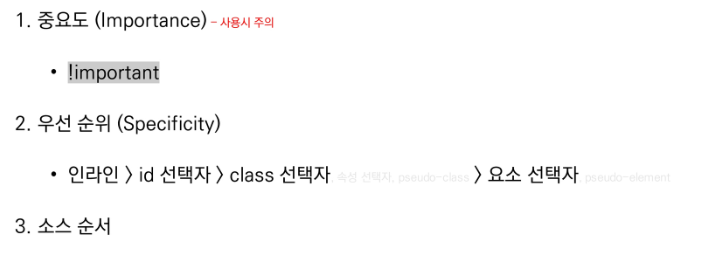 1. 중요도 (Importance) - 사용시 주의
• !important
2. 우선 순위 (Specificity)
• 인라인 > id 선택자 > class 선택자, 속성 선택자, pseudo-class > 요소 선택자, pseudo-element
3. 소스 순서